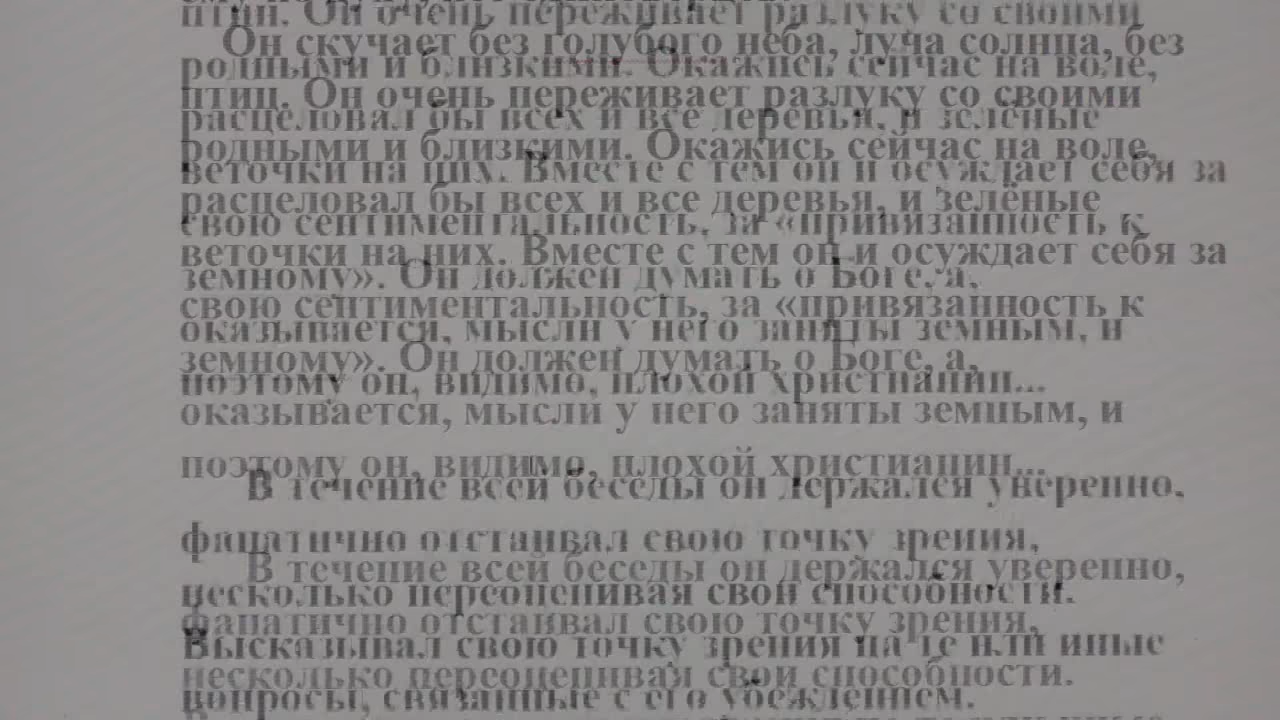 Он скучает без голубого неба, луча солнца, без
птиц. Он очень переживает разлуку со своими
родными и близкими. Окажись сейчас на воле,
расцеловал бы всех и все деревья, и зелёные
веточки на них. Вместе с тем он и осуждает себя за
свою сентиментальность, за «привязанность к
земному». Он должен думать о Боге, а,
оказывается, мысли у него заняты земным, и
поэтому он, видимо, плохой христианин...
В течение всей беседы он держался уверенно,
фанатично отстаивал свою точку зрения,
несколько переоценивая свои способности.
Высказывал свою точку зрения на те или иные
вопросы, связанные с его убеждением.